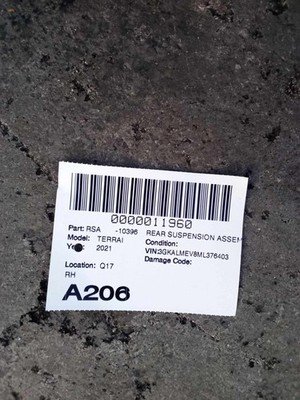 0000011960
Part: RSA -10396 REAR SUSPENSION ASSEM
Model: TERRAI Condition:
Year: 2021 VIN:3GKALMEV8ML376403
Damage Code:
Location: Q17
RH
A206